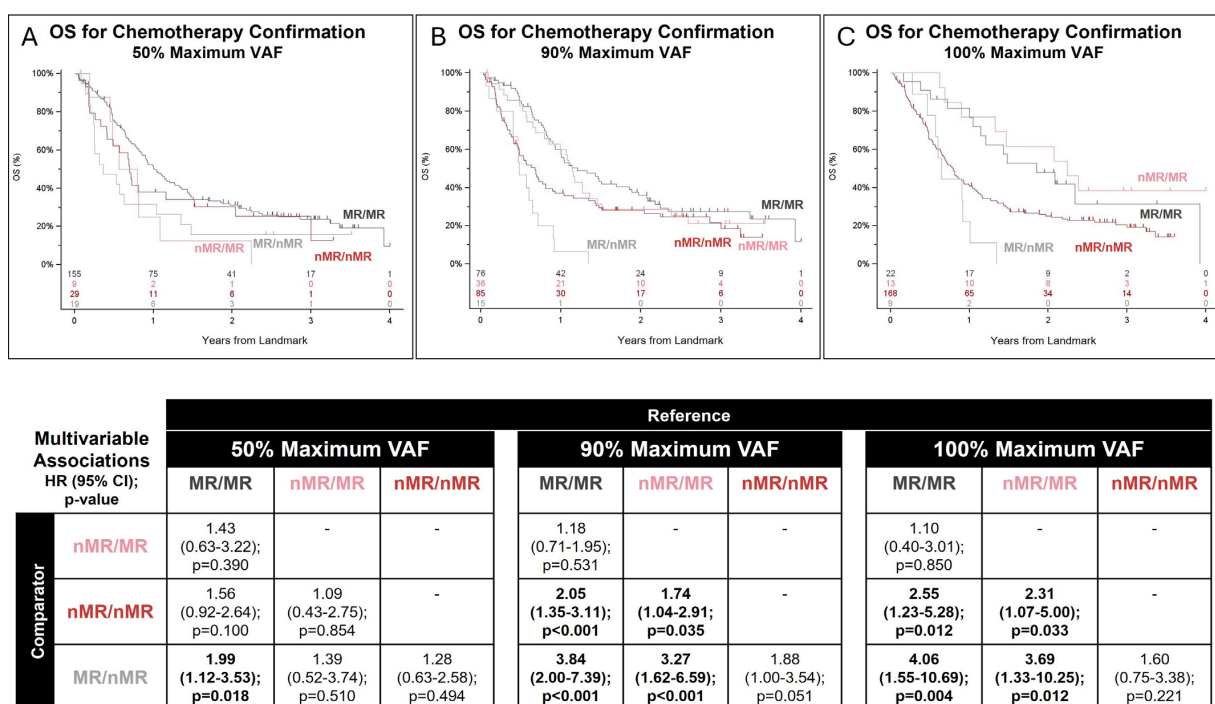 A OS for Chemotherapy Confirmation
50% Maximum VAF
100%
80%
60%
40%
20%
0%
OS (%)
MR/MR
nMR/MR
MR/nMR
nMR/nMR
155 75 41 17 1
9 2 1 0 0
29 11 6 1 0
19 6 3 1 0
0 1 2 3 4
Years from Landmark
B OS for Chemotherapy Confirmation
90% Maximum VAF
100%
80%
60%
40%
20%
0%
OS (%)
MR/nMR
nMR/nMR
MR/MR
nMR/MR
76 42 24 9 1
36 21 10 4 0
85 30 17 6 0
15 1 0 0 0
0 1 2 3 4
Years from Landmark
C OS for Chemotherapy Confirmation
100% Maximum VAF
100%
80%
60%
40%
20%
0%
OS (%)
nMR/MR
MR/MR
MR/nMR
nMR/nMR
22 17 9 2 0
13 10 8 3 1
168 65 34 14 0
9 2 0 0 0
0 1 2 3 4
Years from Landmark
Multivariable
Associations
HR (95% CI);
p-value
Reference
50% Maximum VAF 90% Maximum VAF 100% Maximum VAF
MR/MR nMR/MR nMR/nMR MR/MR nMR/MR nMR/nMR MR/MR nMR/MR nMR/nMR
Comparator
nMR/MR
1.43 - - 1.18 - - 1.10 - -
(0.63-3.22); (0.71-1.95); (0.40-3.01);
p=0.390 p=0.531 p=0.850
nMR/nMR
1.56 1.09 - 2.05 1.74 - 2.55 2.31 -
(0.92-2.64); (0.43-2.75); (1.35-3.11); (1.04-2.91; (1.23-5.28); (1.07-5.00);
p=0.100 p=0.854 p<0.001 p=0.035 p=0.012 p=0.033
MR/nMR
1.99 1.39 1.28 3.84 3.27 1.88 4.06 3.69 1.60
(1.12-3.53); (0.52-3.74); (0.63-2.58); (2.00-7.39); (1.62-6.59); (1.00-3.54); (1.55-10.69); (1.33-10.25); (0.75-3.38);
p=0.018 p=0.510 p=0.494 p<0.001 p<0.001 p=0.051 p=0.004 p=0.012 p=0.221